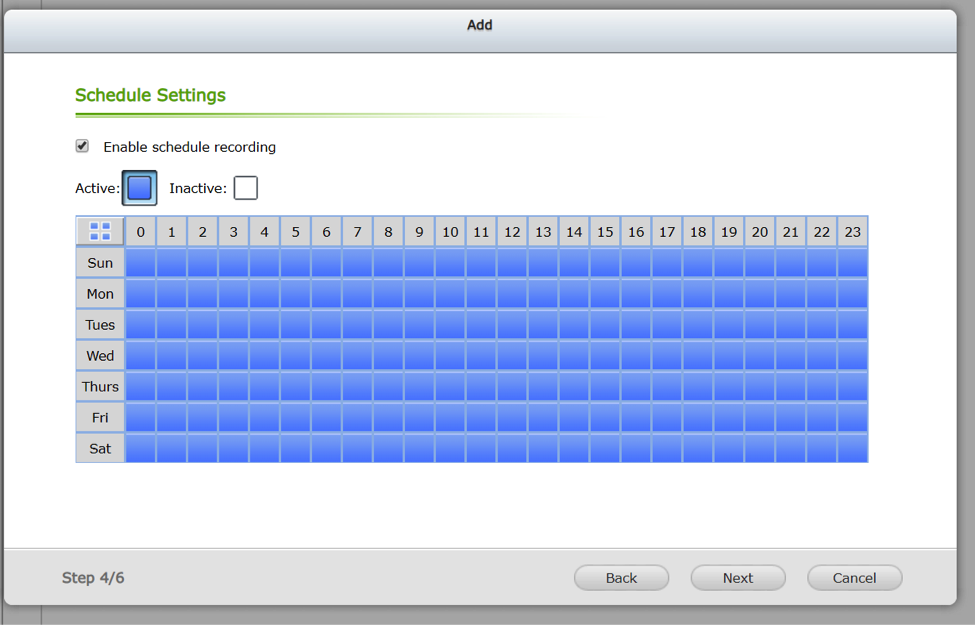 Add
Schedule Settings
Enable schedule recording
Active: Inactive:
0 1 2 3 4 5 6 7 8 9 10 11 12 13 14 15 16 17 18 19 20 21 22 23
Sun
Mon
Tues
Wed
Thurs
Fri
Sat
Step 4/6 Back Next Cancel